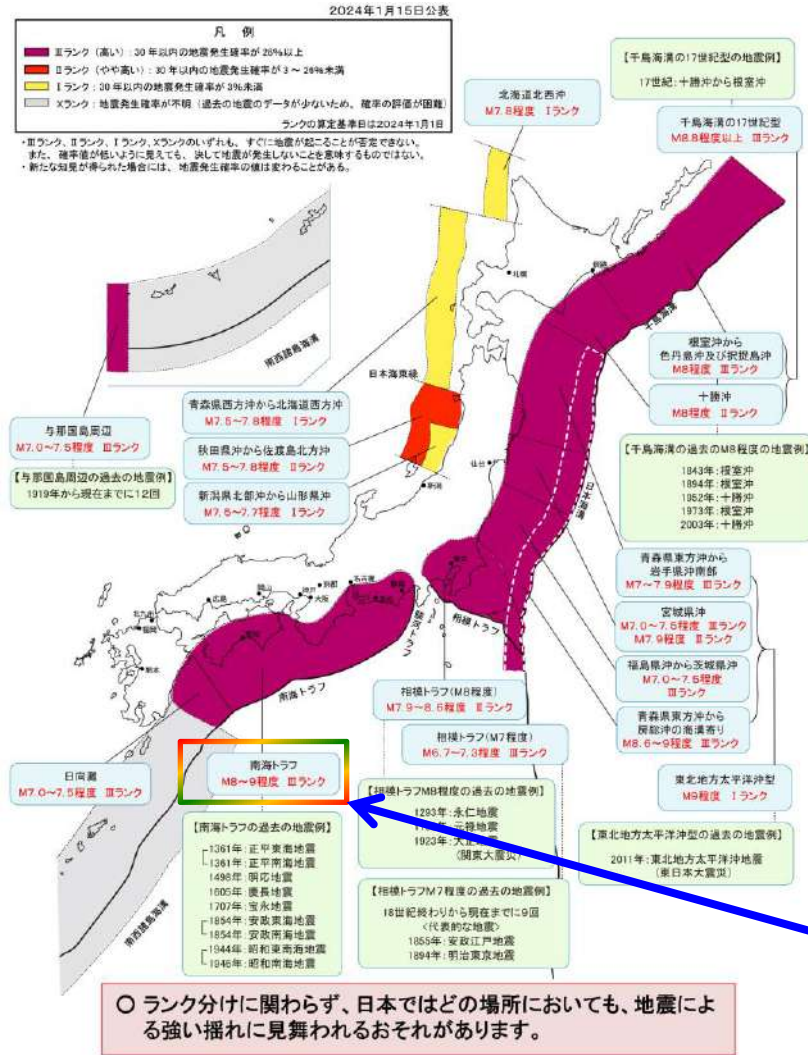 2024年1月15日公表
凡 例
Ⅲランク（高い）：30年以内の地震発生確率が26%以上
Ⅱランク（やや高い）：30年以内の地震発生確率が3～26%未満
Ⅰランク：30年以内の地震発生確率が3%未満
Xランク：地震発生確率が不明（過去の地震のデータが少ないため、確率の評価が困難）
ランクの算定基準日は2024年1月1日
・Ⅲランク、Ⅱランク、Ⅰランク、Xランクのいずれも、すぐに地震が起こることが否定できない。
また、確率値が低いように見えても、決して地震が発生しないことを意味するものではない。
・新たな知見が得られた場合には、地震発生確率の値は変わることがある。
北海道北西沖
M7.8程度 Ⅰランク
【千島海溝の17世紀型の地震例】
17世紀：十勝沖から根室沖
千島海溝の17世紀型
M8.8程度以上 Ⅲランク
札幌
釧路
千島海溝
南西諸島海溝
根室沖から
色丹島沖及び択捉島沖
M8程度 Ⅲランク
十勝沖
M8程度 Ⅱランク
日本海東縁
青森県西方沖から北海道西方沖
M7.5～7.8程度 Ⅰランク
秋田県沖から佐渡島北方沖
M7.5～7.8程度 Ⅱランク
新潟県北部沖から山形県沖
M7.5～7.7程度 Ⅰランク
与那国島周辺
M7.0～7.5程度 Ⅲランク
【与那国島周辺の過去の地震例】
1919年から現在までに12回
【千島海溝の過去のM8程度の地震例】
1843年：根室沖
1894年：根室沖
1952年：十勝沖
1973年：根室沖
2003年：十勝沖
仙台
新潟
日本海溝
青森県東方沖から
岩手県沖南部
M7～7.9程度 Ⅲランク
宮城県沖
M7.0～7.5程度 Ⅲランク
M7.9程度 Ⅱランク
福島県沖から茨城県沖
M7.0～7.5程度
Ⅲランク
青森県東方沖から
房総沖の海溝寄り
M8.6～9程度 Ⅲランク
東北地方太平洋沖型
M9程度 Ⅰランク
【東北地方太平洋沖型の過去の地震例】
2011年：東北地方太平洋沖地震
（東日本大震災）
名古屋
京都
神戸
大阪
岡山
広島
北九州
福岡
熊本
駿河トラフ
相模トラフ
南海トラフ
相模トラフ(M8程度)
M7.9～8.6程度 Ⅱランク
相模トラフ(M7程度)
M6.7～7.3程度 Ⅲランク
日向灘
M7.0～7.5程度 Ⅲランク
南海トラフ
M8～9程度 Ⅲランク
【南海トラフの過去の地震例】
1361年：正平東海地震
1361年：正平南海地震
1498年：明応地震
1605年：慶長地震
1707年：宝永地震
1854年：安政東海地震
1854年：安政南海地震
1944年：昭和東南海地震
1946年：昭和南海地震
【相模トラフM8程度の過去の地震例】
1293年：永仁地震
元禄地震
1923年：大正
（関東大震災）
【相模トラフM7程度の過去の地震例】
18世紀終わりから現在までに9回
＜代表的な地震＞
1855年：安政江戸地震
1894年：明治東京地震
南西諸島海溝
○ ランク分けに関わらず、日本ではどの場所においても、地震によ
る強い揺れに見舞われるおそれがあります。